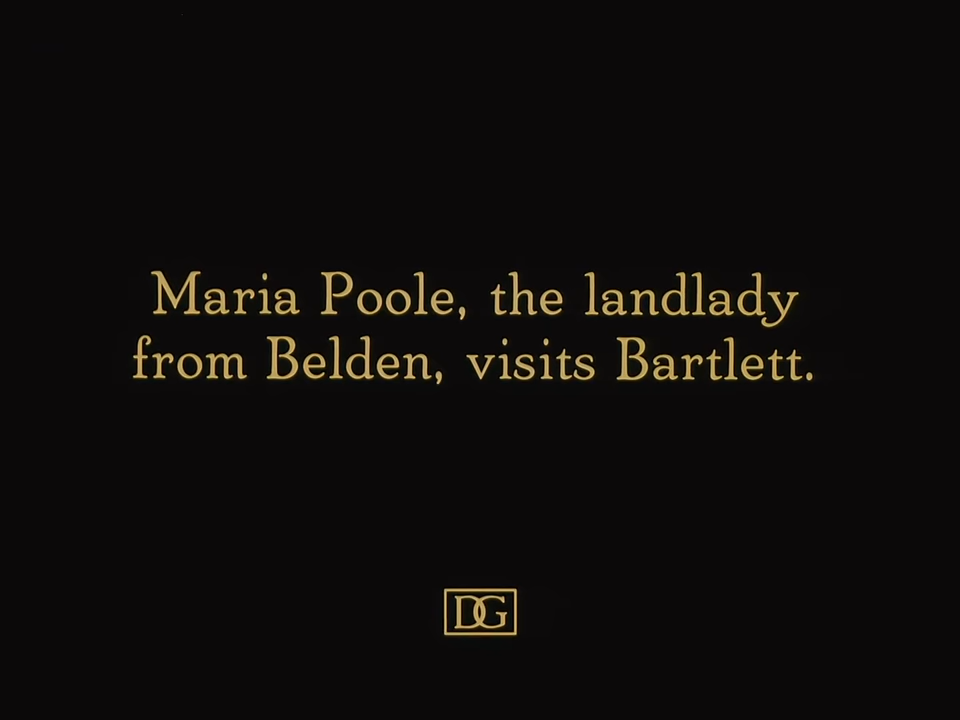 Maria Poole, the landlady
from Belden, visits Bartlett.
DG